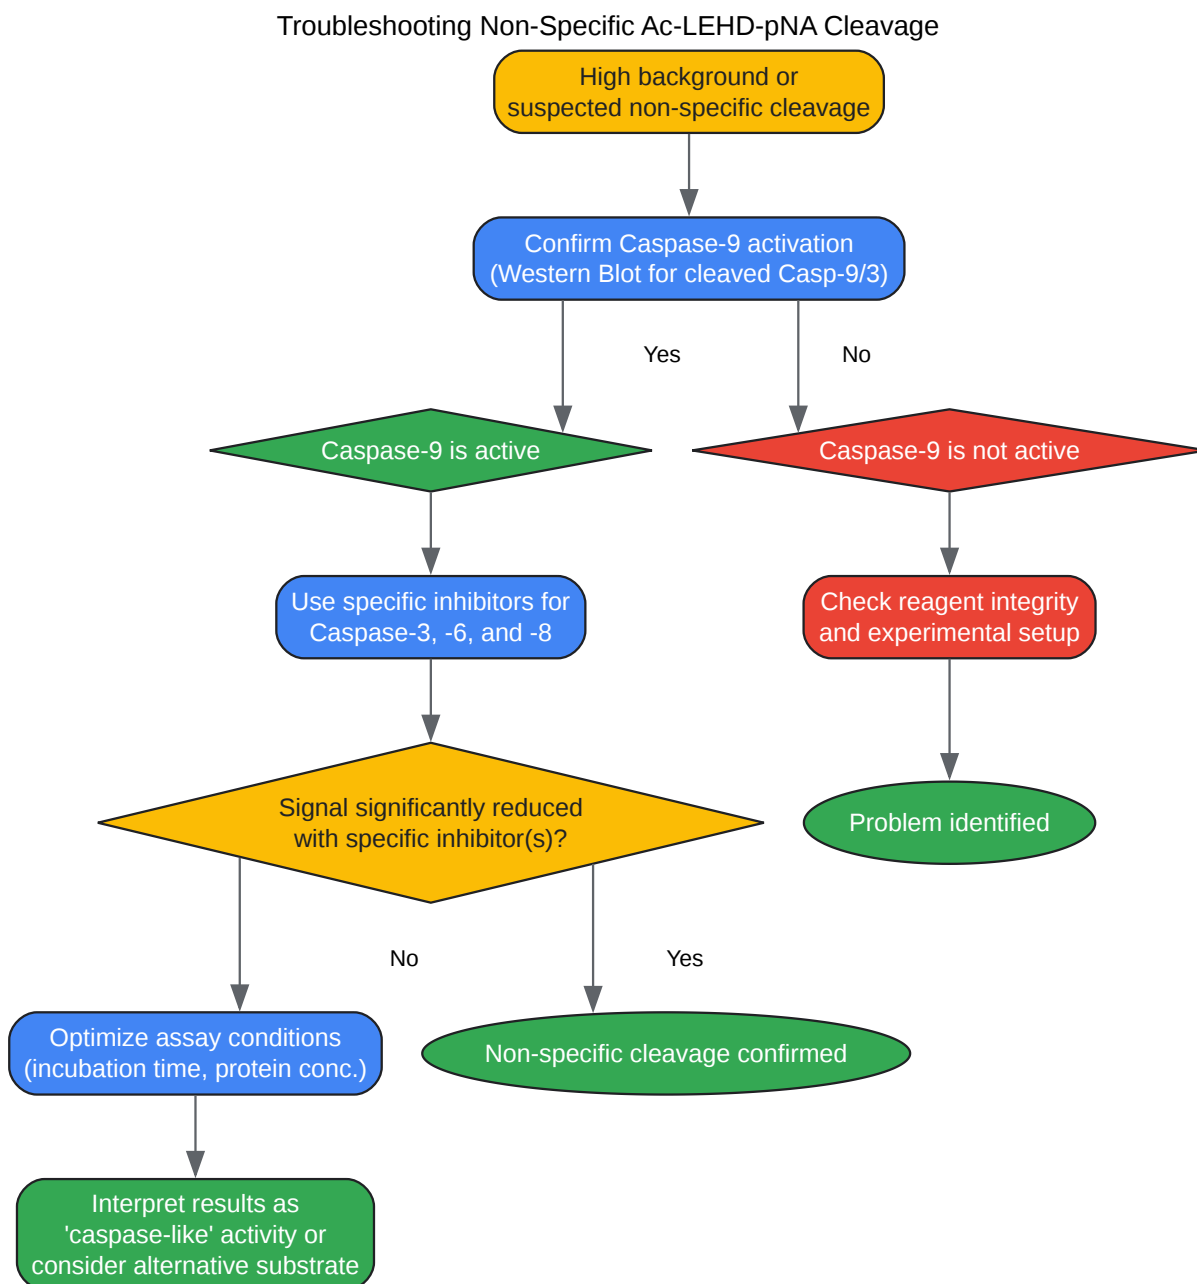 Troubleshooting Non-Specific Ac-LEHD-pNA Cleavage
High background or
suspected non-specific cleavage
Confirm Caspase-9 activation
(Western Blot for cleaved Casp-9/3)
Yes
No
Caspase-9 is active
Caspase-9 is not active
Use specific inhibitors for
Caspase-3, -6, and -8
Check reagent integrity
and experimental setup
Signal significantly reduced
with specific inhibitor(s)?
Problem identified
No
Yes
Optimize assay conditions
(incubation time, protein conc.)
Non-specific cleavage confirmed
Interpret results as
'caspase-like' activity or
consider alternative substrate